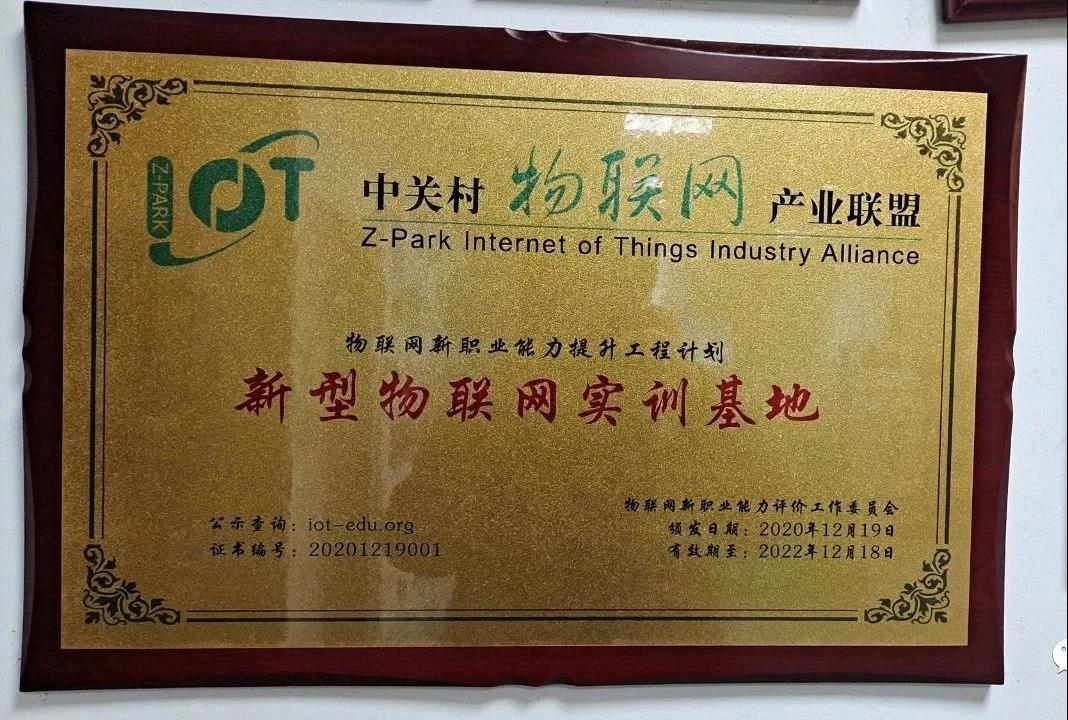 Z-PARK IOT
中关村 物联网 产业联盟
Z-Park Internet of Things Industry Alliance
物联网新职业能力提升工程计划
新型物联网实训基地
公示查询：iot-edu.org
证书编号：20201219001
物联网新职业能力评价工作委员会
颁发日期：2020年12月19日
有效期至：2022年12月18日